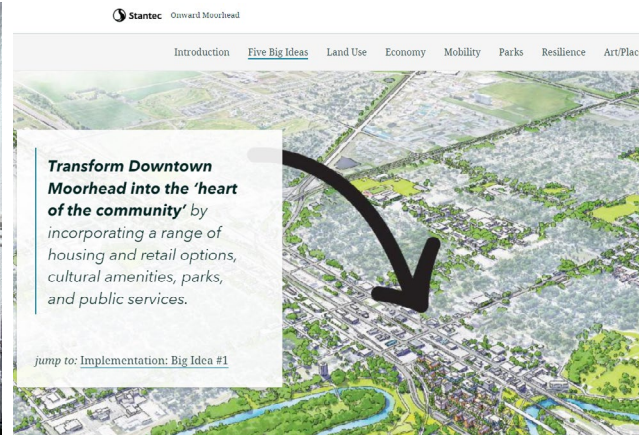 Stantec Onward Moorhead
Introduction Five Big Ideas Land Use Economy Mobility Parks Resilience Art/Plac
Transform Downtown
Moorhead into the ‘heart
of the community’ by
incorporating a range of
housing and retail options,
cultural amenities, parks,
and public services.
jump to: Implementation: Big Idea #1